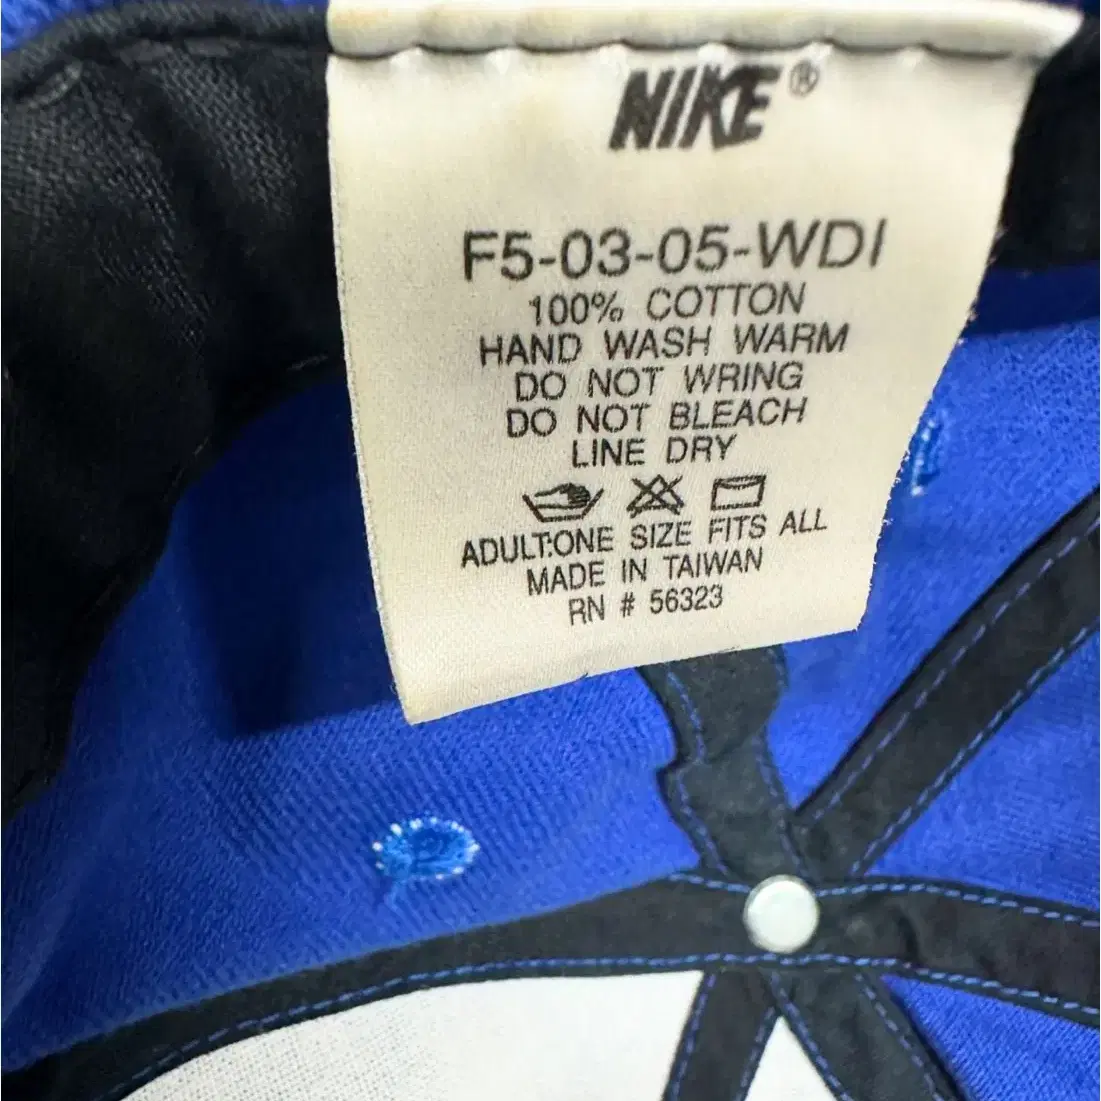 NIKE®
F5-03-05-WDI
100% COTTON
HAND WASH WARM
DO NOT WRING
DO NOT BLEACH
LINE DRY
ADULT:ONE SIZE FITS ALL
MADE IN TAIWAN
RN # 56323